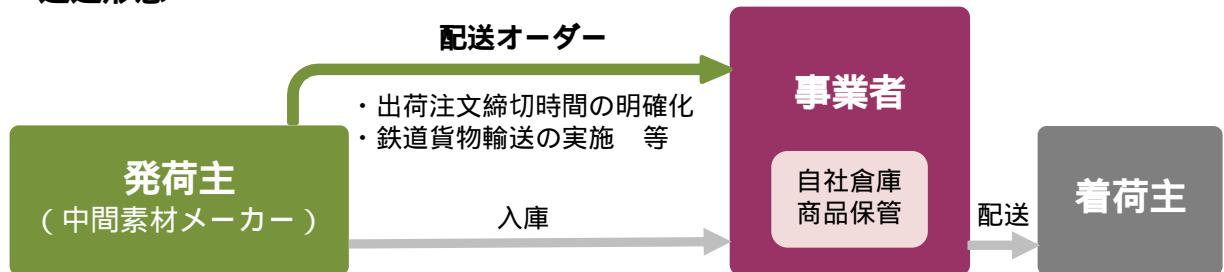 配送オーダー
・出荷注文締切時間の明確化
・鉄道貨物輸送の実施　等
発荷主
（中間素材メーカー）
入庫
事業者
自社倉庫
商品保管
配送
着荷主